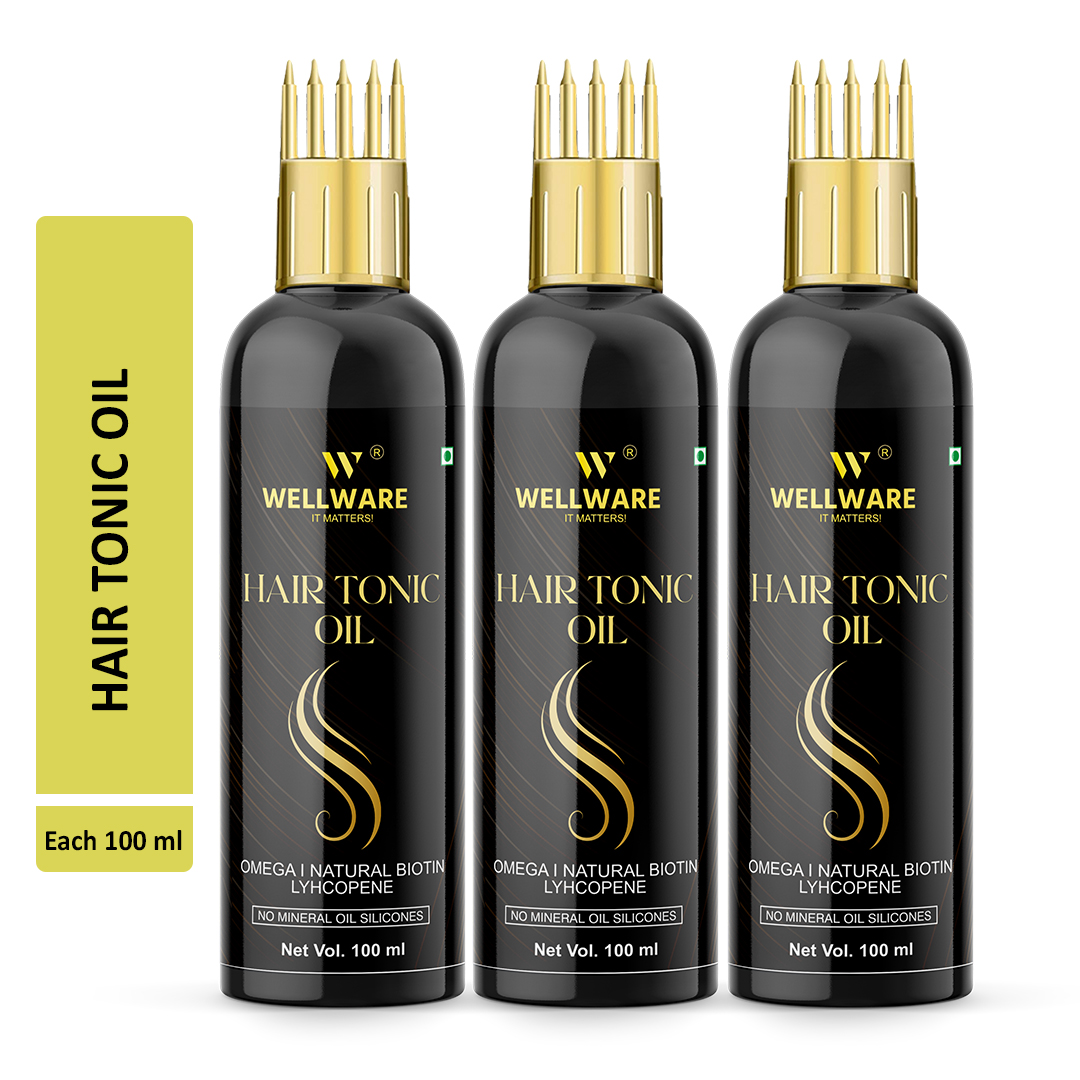 HAIR TONIC OIL
Each 100 ml
W ®
WELLWARE
IT MATTERS!
HAIR TONIC
OIL
OMEGA I NATURAL BIOTIN
LYHCOPENE
NO MINERAL OIL SILICONES
Net Vol. 100 ml
W ®
WELLWARE
IT MATTERS!
HAIR TONIC
OIL
OMEGA I NATURAL BIOTIN
LYHCOPENE
NO MINERAL OIL SILICONES
Net Vol. 100 ml
W ®
WELLWARE
IT MATTERS!
HAIR TONIC
OIL
OMEGA I NATURAL BIOTIN
LYHCOPENE
NO MINERAL OIL SILICONES
Net Vol. 100 ml